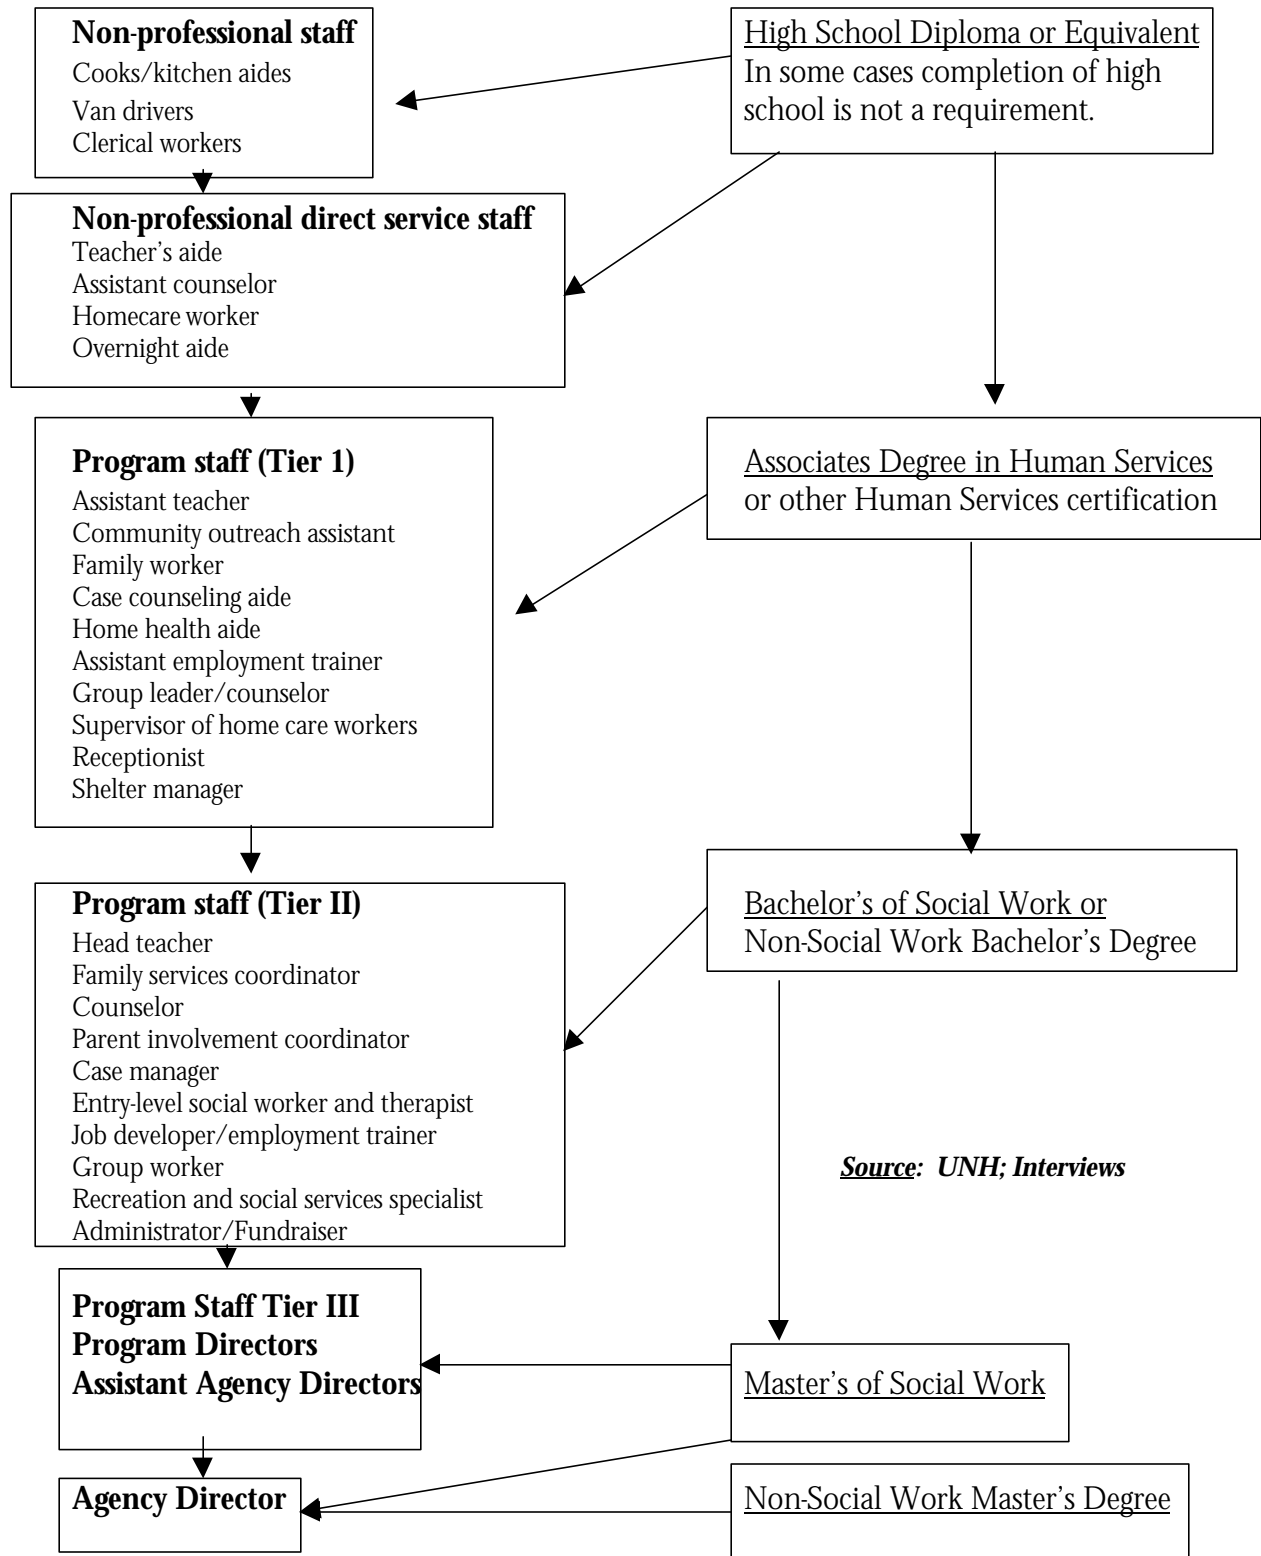 Non-professional staff
Cooks/kitchen aides
Van drivers
Clerical workers
High School Diploma or Equivalent
In some cases completion of high
school is not a requirement.
Non-professional direct service staff
Teacher’s aide
Assistant counselor
Homecare worker
Overnight aide
Program staff (Tier 1)
Assistant teacher
Community outreach assistant
Family worker
Case counseling aide
Home health aide
Assistant employment trainer
Group leader/counselor
Supervisor of home care workers
Receptionist
Shelter manager
Associates Degree in Human Services
or other Human Services certification
Program staff (Tier II)
Head teacher
Family services coordinator
Counselor
Parent involvement coordinator
Case manager
Entry-level social worker and therapist
Job developer/employment trainer
Group worker
Recreation and social services specialist
Administrator/Fundraiser
Bachelor’s of Social Work or
Non-Social Work Bachelor’s Degree
Source: UNH; Interviews
Program Staff Tier III
Program Directors
Assistant Agency Directors
Master’s of Social Work
Agency Director
Non-Social Work Master’s Degree